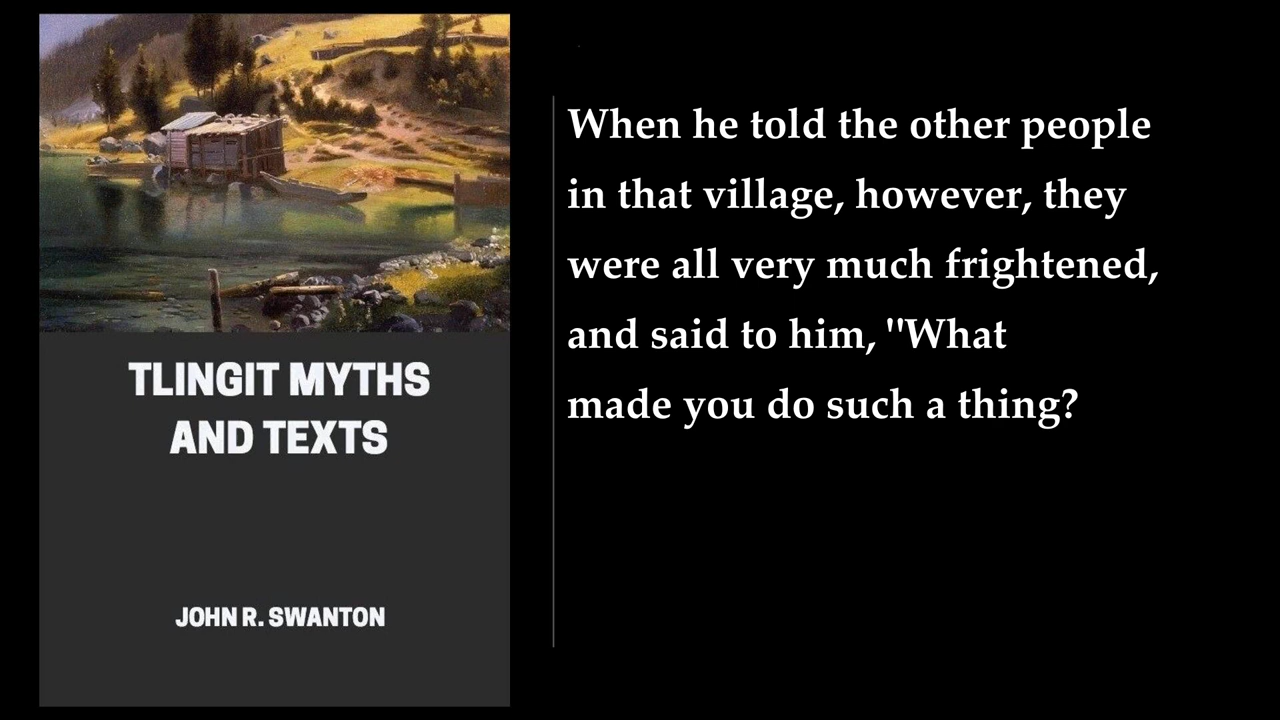 TLINGIT MYTHS
AND TEXTS
JOHN R. SWANTON
When he told the other people
in that village, however, they
were all very much frightened,
and said to him, "What
made you do such a thing?